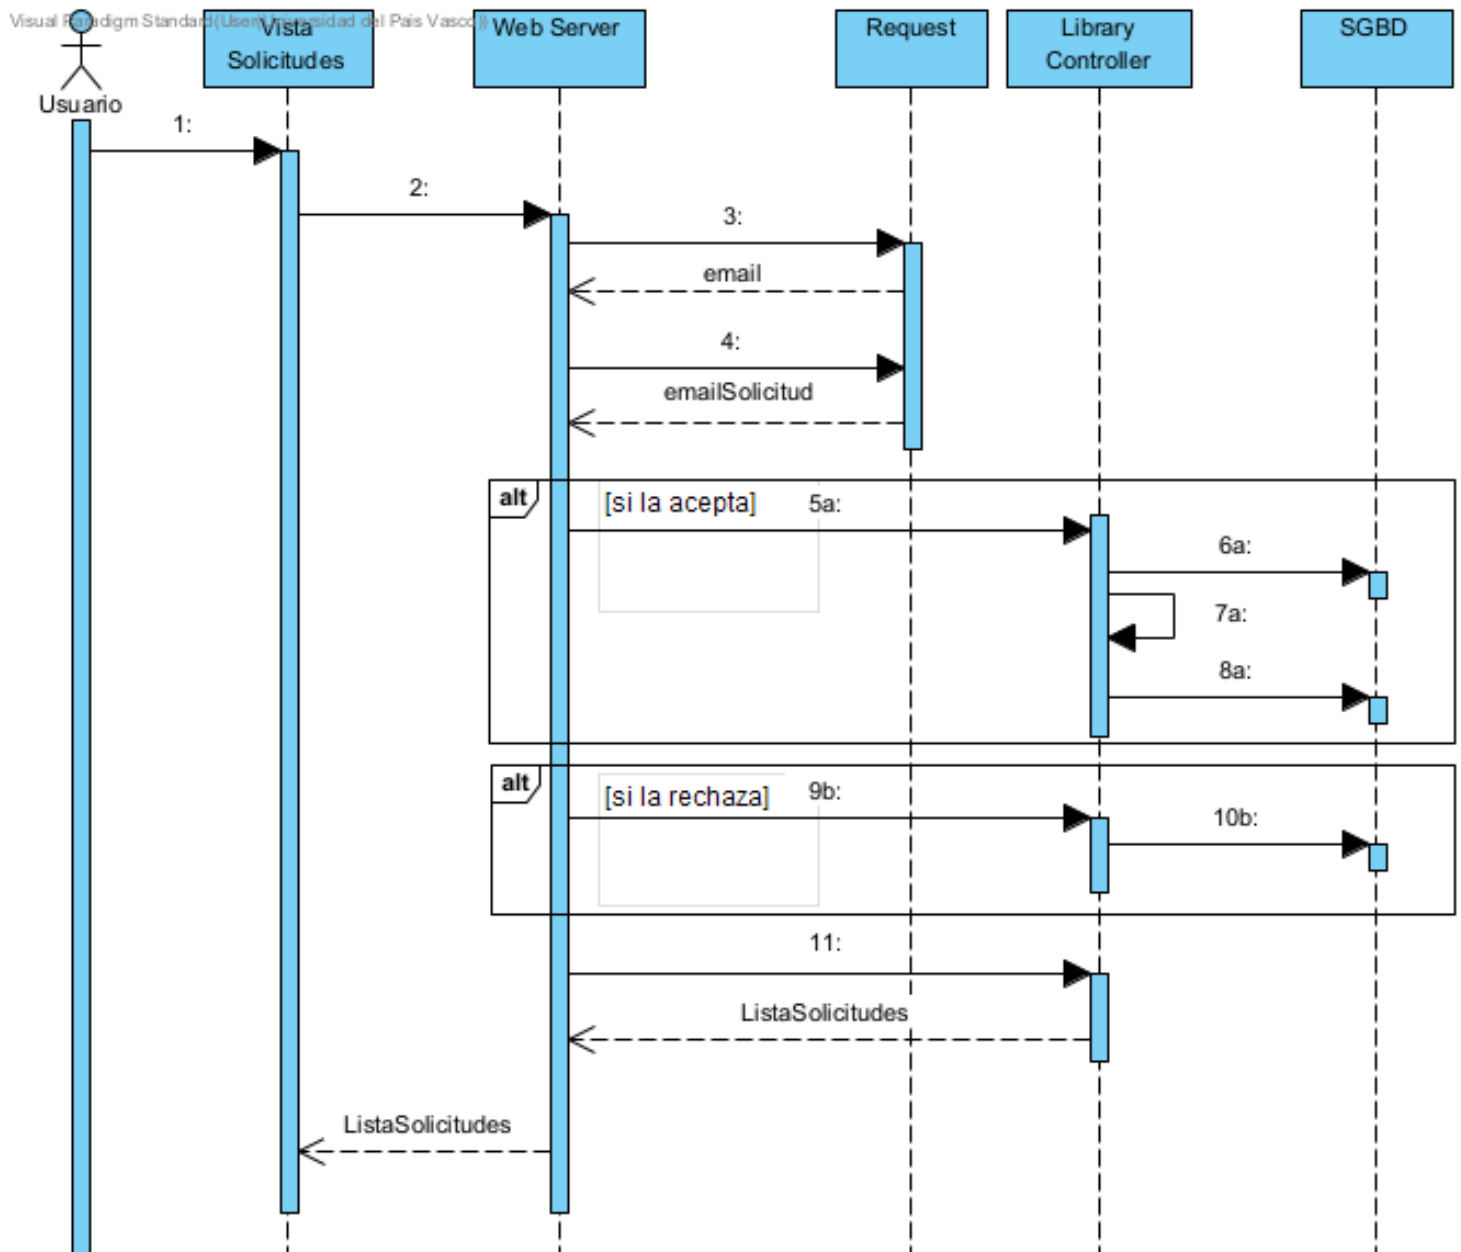 Visual Paradigm Standard(User(Universidad del Pais Vasco))
Usuario
Vista
Solicitudes
Web Server
Request
Library
Controller
SGBD
1:
2:
3:
email
4:
emailSolicitud
alt
[si la acepta]
5a:
6a:
7a:
8a:
alt
[si la rechaza]
9b:
10b:
11:
ListaSolicitudes
ListaSolicitudes